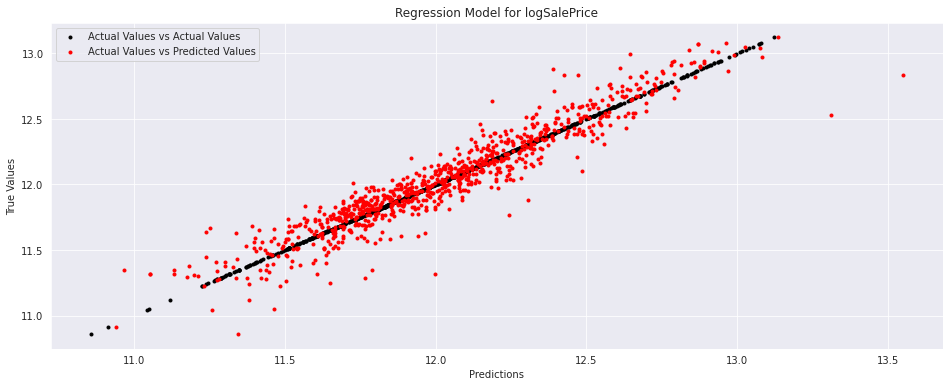 Regression Model for logSalePrice
Actual Values vs Actual Values
Actual Values vs Predicted Values
True Values
13.0
12.5
12.0
11.5
11.0
11.0 11.5 12.0 12.5 13.0 13.5
Predictions